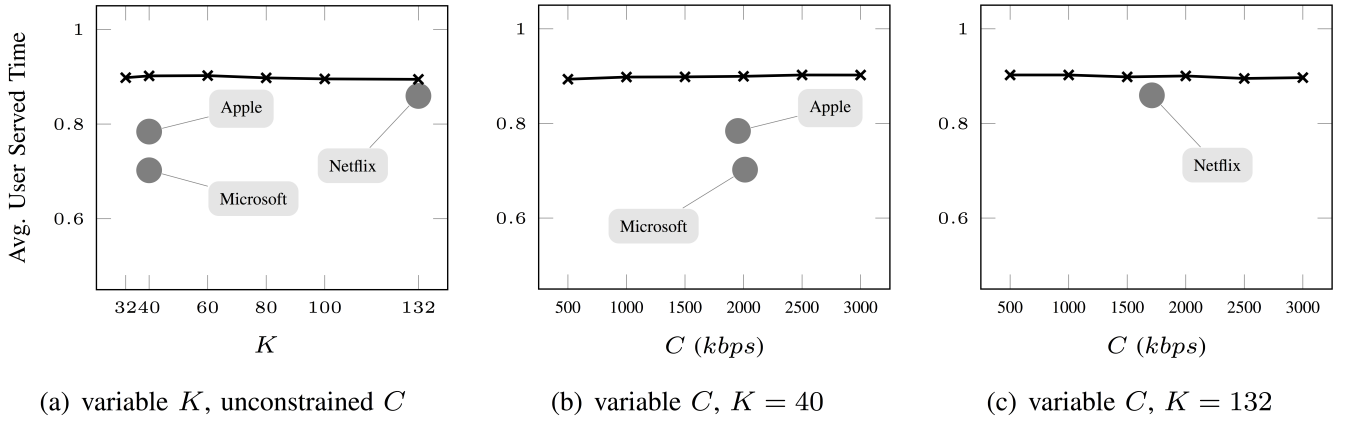 Avg. User Served Time
1
0.8
0.6
Apple
Microsoft
Netflix
32 40 60 80 100 132
K
(a) variable K, unconstrained C
1
0.8
0.6
Apple
Microsoft
500 1000 1500 2000 2500 3000
C (kbps)
(b) variable C, K = 40
1
0.8
0.6
Netflix
500 1000 1500 2000 2500 3000
C (kbps)
(c) variable C, K = 132